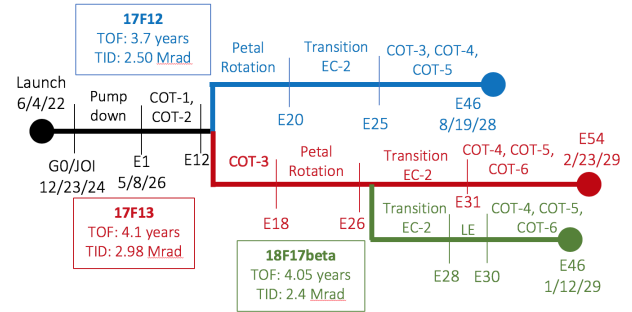 17F12
TOF: 3.7 years
TID: 2.50 Mrad
Petal
Rotation
Transition
EC-2
COT-3, COT-4,
COT-5
Launch
6/4/22
Pump
down
COT-1,
COT-2
E20
E25
E46
8/19/28
G0/JOI
12/23/24
E1
5/8/26
E12
COT-3
Petal
Rotation
Transition
EC-2
COT-4, COT-5,
COT-6
E54
2/23/29
17F13
TOF: 4.1 years
TID: 2.98 Mrad
E18
E26
E31
Transition
EC-2
LE
COT-4, COT-5,
COT-6
18F17beta
TOF: 4.05 years
TID: 2.4 Mrad
E28
E30
E46
1/12/29